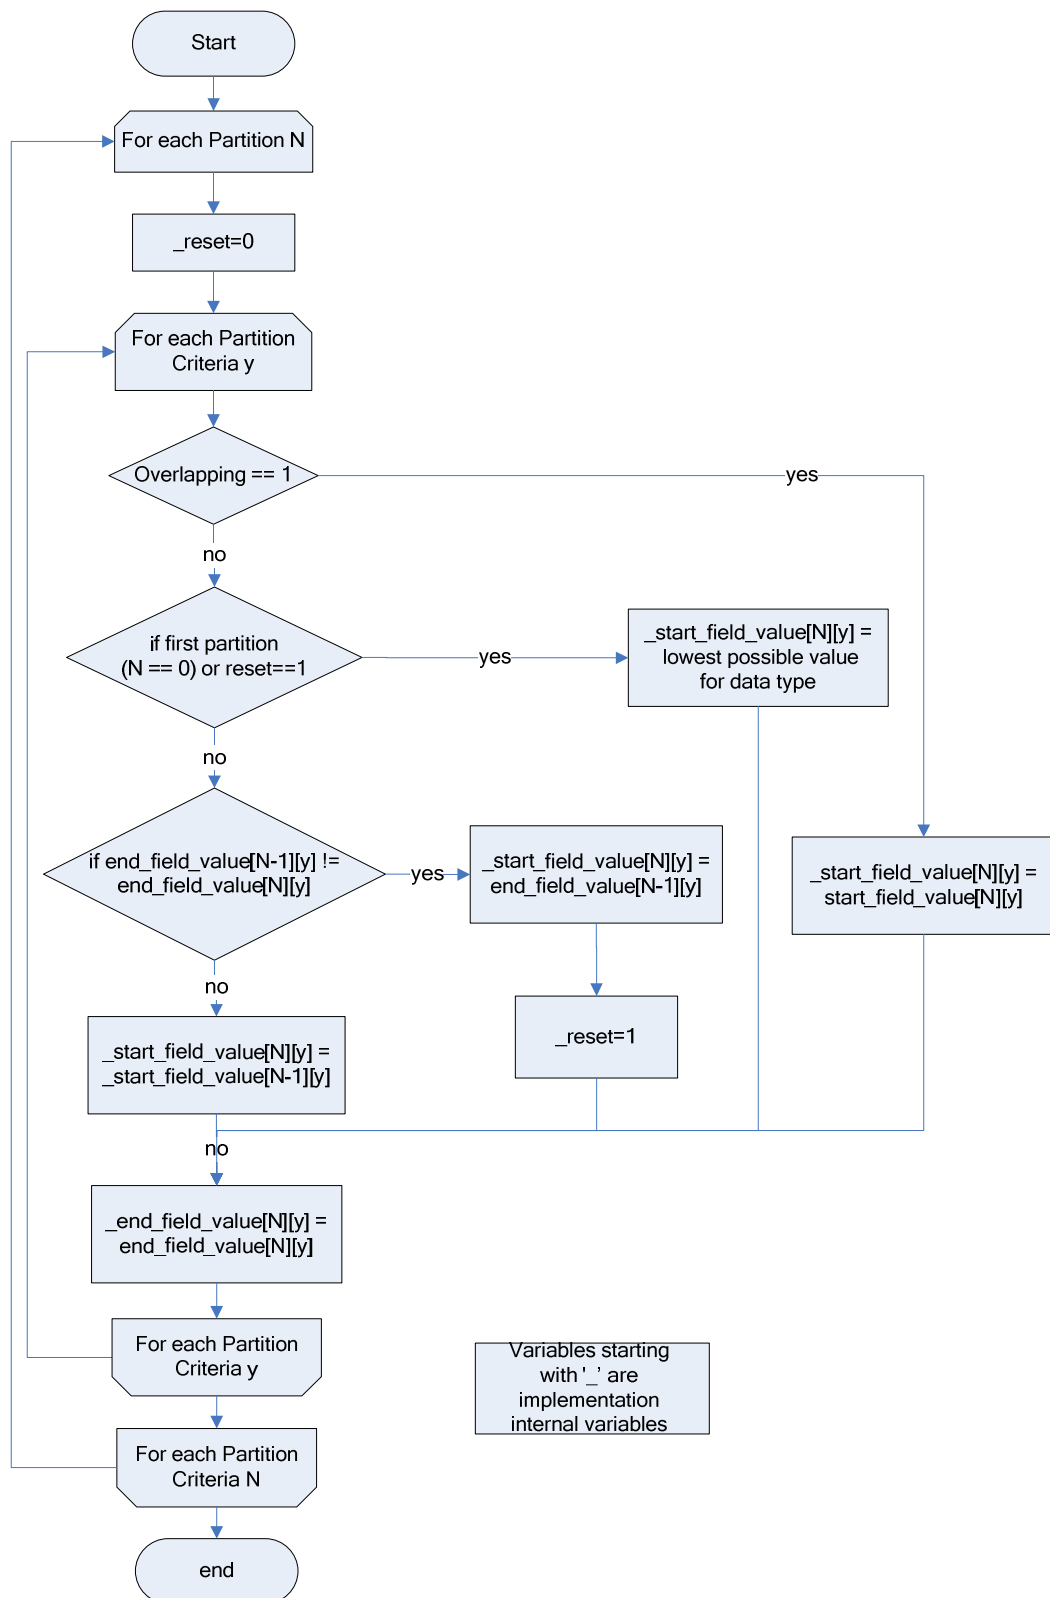 Start
For each Partition N
_reset=0
For each Partition
Criteria y
Overlapping == 1
yes
no
if first partition
(N == 0) or reset==1
yes
_start_field_value[N][y] =
lowest possible value
for data type
no
if end_field_value[N-1][y] !=
end_field_value[N][y]
yes
_start_field_value[N][y] =
end_field_value[N-1][y]
_start_field_value[N][y] =
start_field_value[N][y]
no
_reset=1
_start_field_value[N][y] =
_start_field_value[N-1][y]
no
_end_field_value[N][y] =
end_field_value[N][y]
For each Partition
Criteria y
Variables starting
with '_' are
implementation
internal variables
For each Partition
Criteria N
end